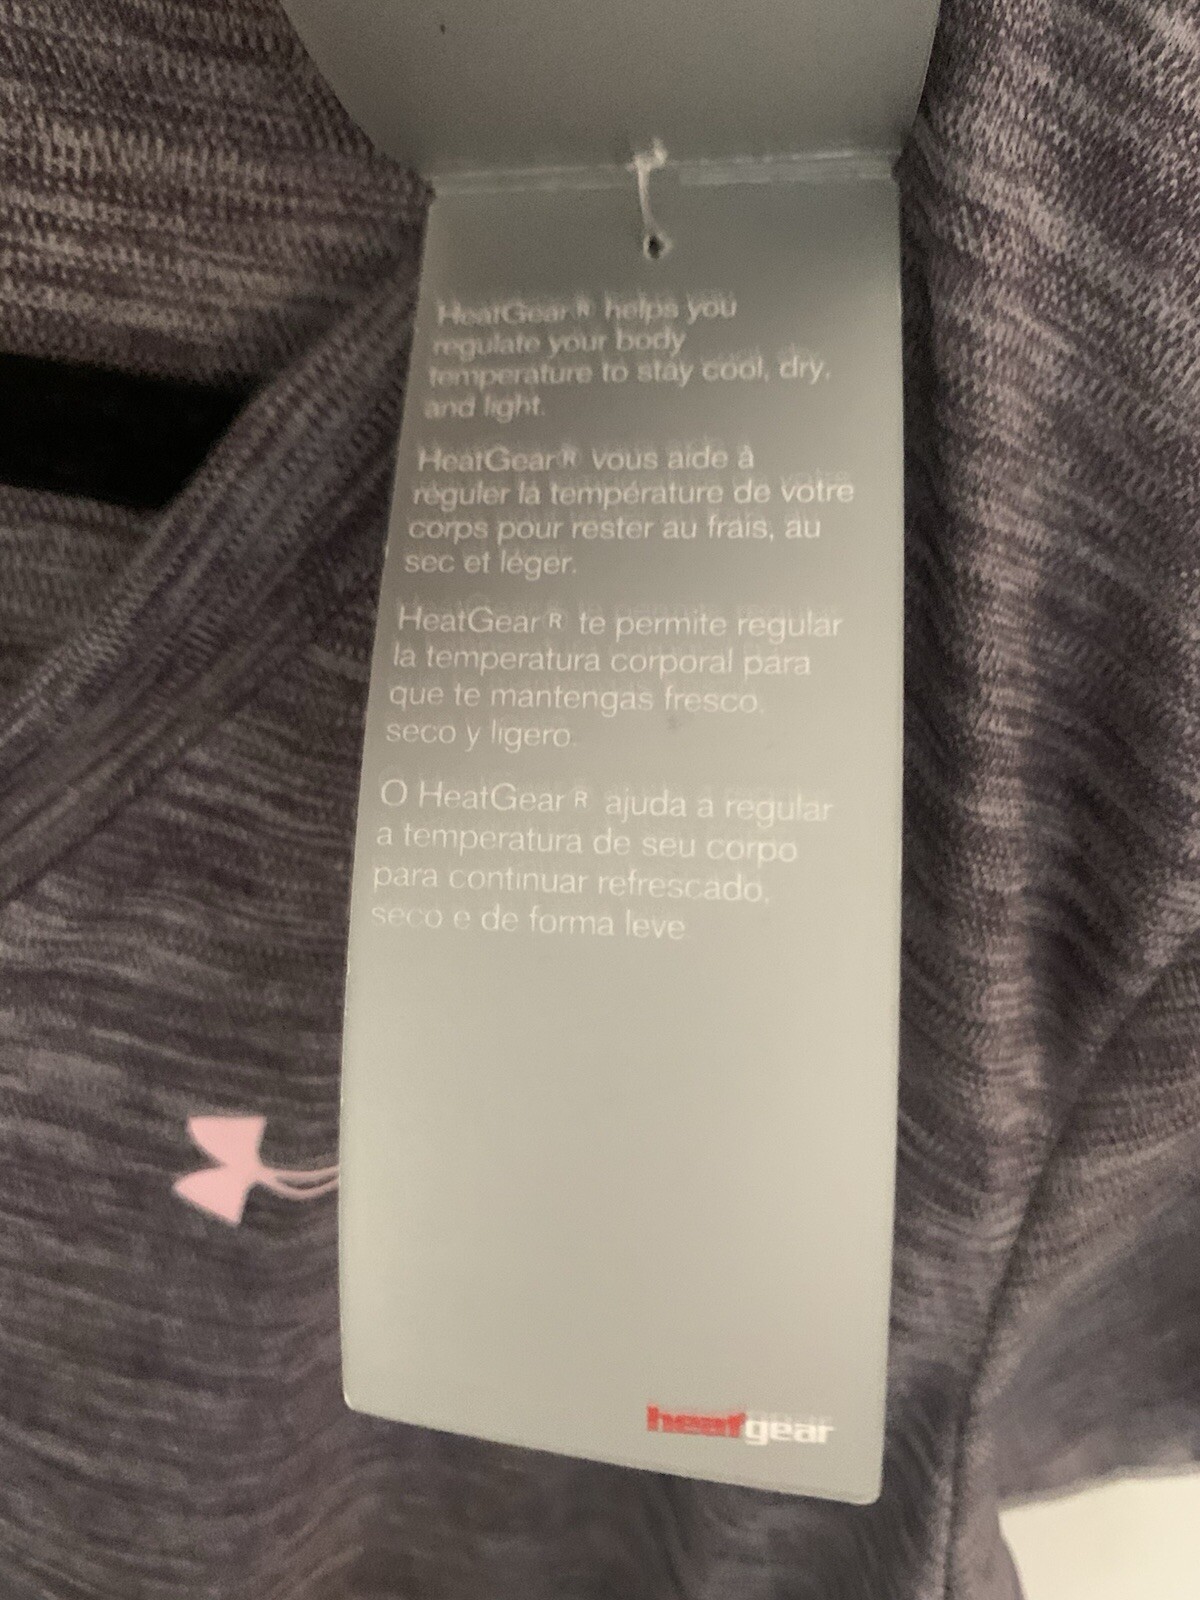 HeatGear® helps you
regulate your body
temperature to stay cool, dry,
and light.
HeatGear® vous aide à
réguler la température de votre
corps pour rester au frais, au
sec et léger.
HeatGear® te permite regular
la temperatura corporal para
que te mantengas fresco,
seco y ligero.
O HeatGear® ajuda a regular
a temperatura de seu corpo
para continuar refrescado,
seco e de forma leve.
heatgear